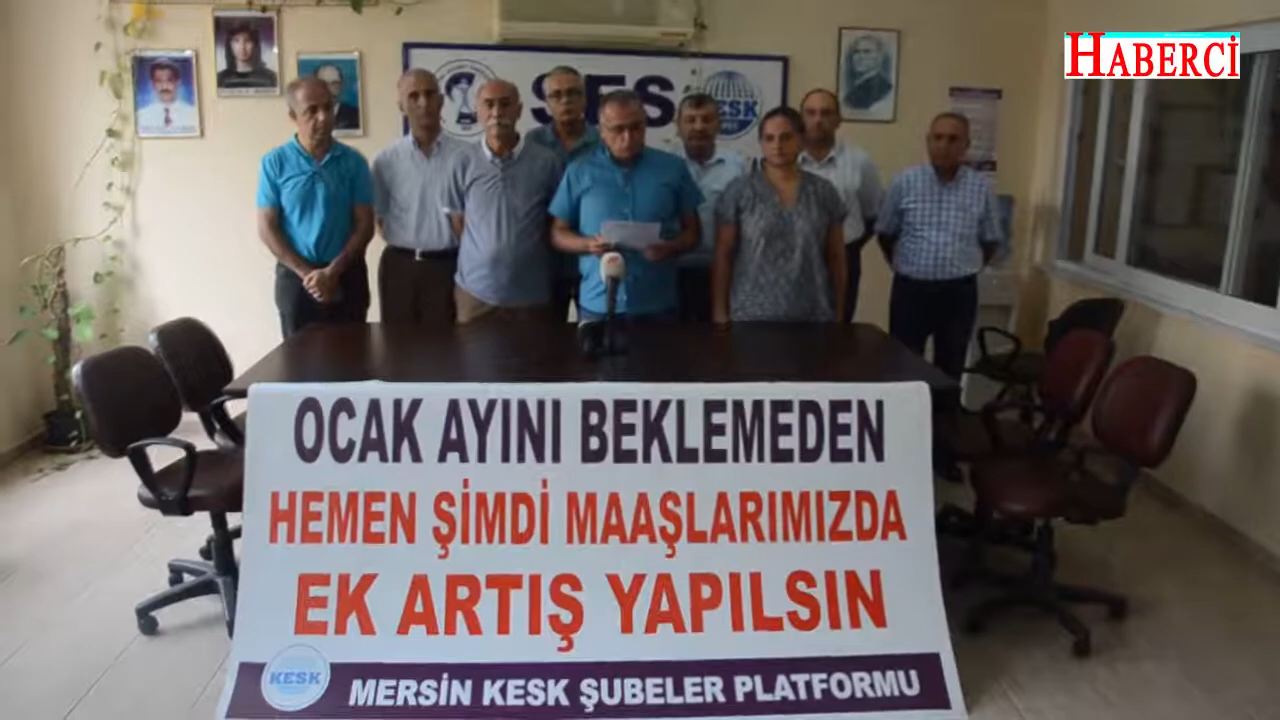 HABERCİ
SES
KESK
OCAK AYINI BEKLEMEDEN
HEMEN ŞİMDİ MAAŞLARIMIZDA
EK ARTIŞ YAPILSIN
KESK
MERSİN KESK ŞUBELER PLATFORMU